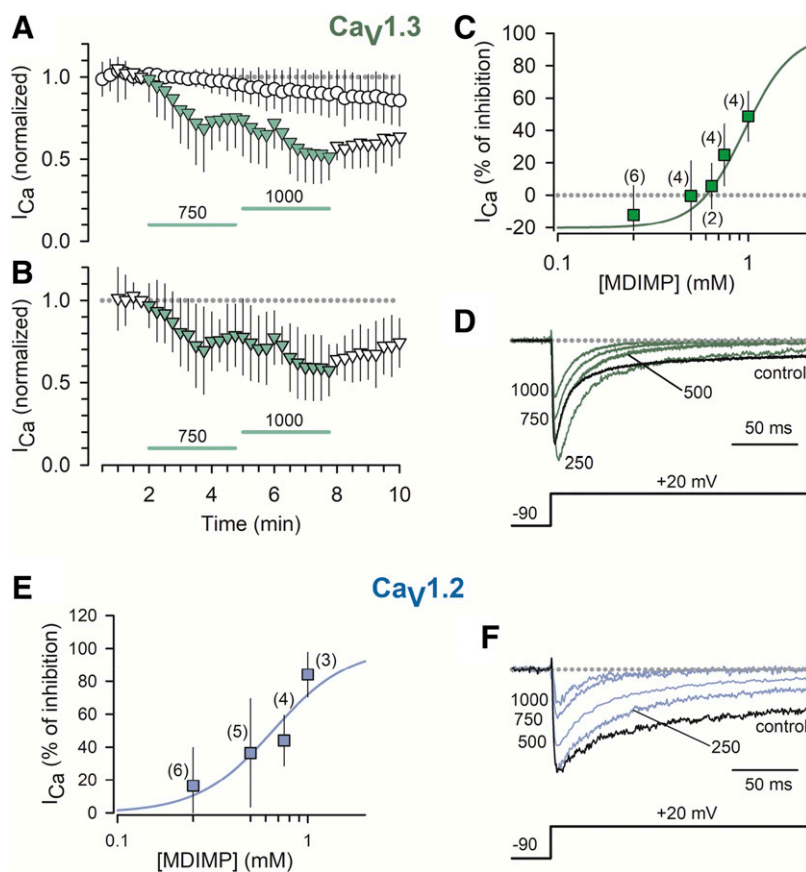 A
CaV1.3
1.0
0.5
0.0
ICa (normalized)
750
1000
B
1.0
0.5
0.0
ICa (normalized)
750
1000
2 4 6 8 10
Time (min)
C
100
80
60
40
20
0
-20
ICa (% of inhibition)
(6)
(4)
(2)
(4)
(4)
0.1 1
[MDIMP] (mM)
D
1000
750
250
500
control
50 ms
+20 mV
-90
CaV1.2
E
120
100
80
60
40
20
0
ICa (% of inhibition)
(6)
(5)
(4)
(3)
0.1 1
[MDIMP] (mM)
F
1000
750
500
control
250
50 ms
+20 mV
-90